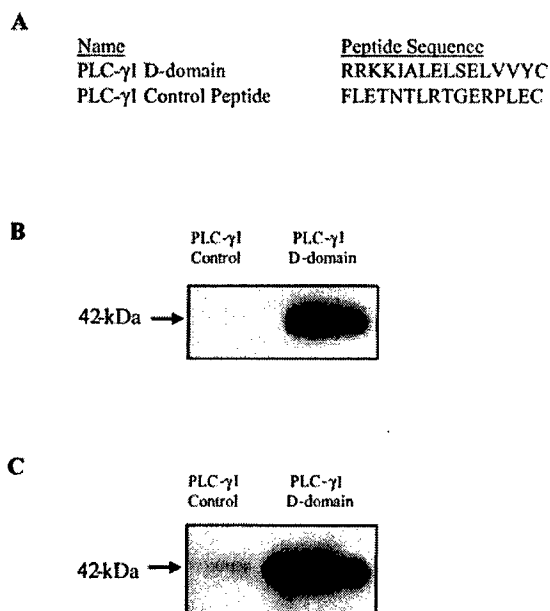 A
Name Peptide Sequence
PLC-γ1 D-domain RRKKIALELSELVVYC
PLC-γ1 Control Peptide FLETNTLRTGERPLEC
B
PLC-γ1 PLC-γ1
Control D-domain
42-kDa
C
PLC-γ1 PLC-γ1
Control D-domain
42-kDa